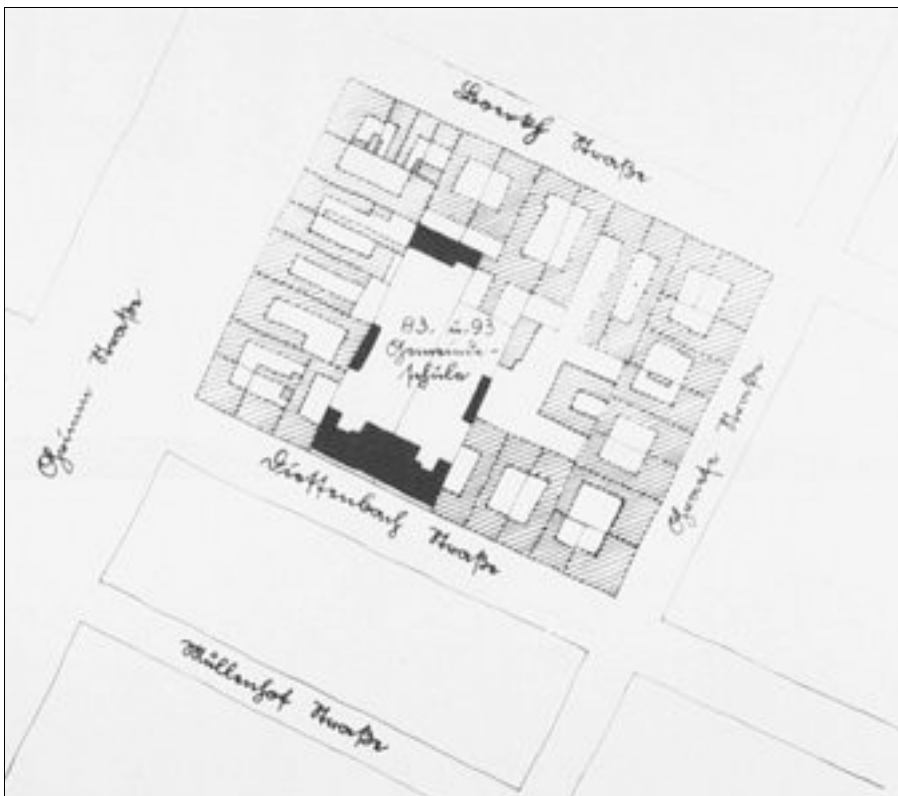 Boeckh Straße
83. u. 93
Gemeinde-
schule
Grimm Straße
Graefe Straße
Dieffenbach Straße
Müllenhof Straße